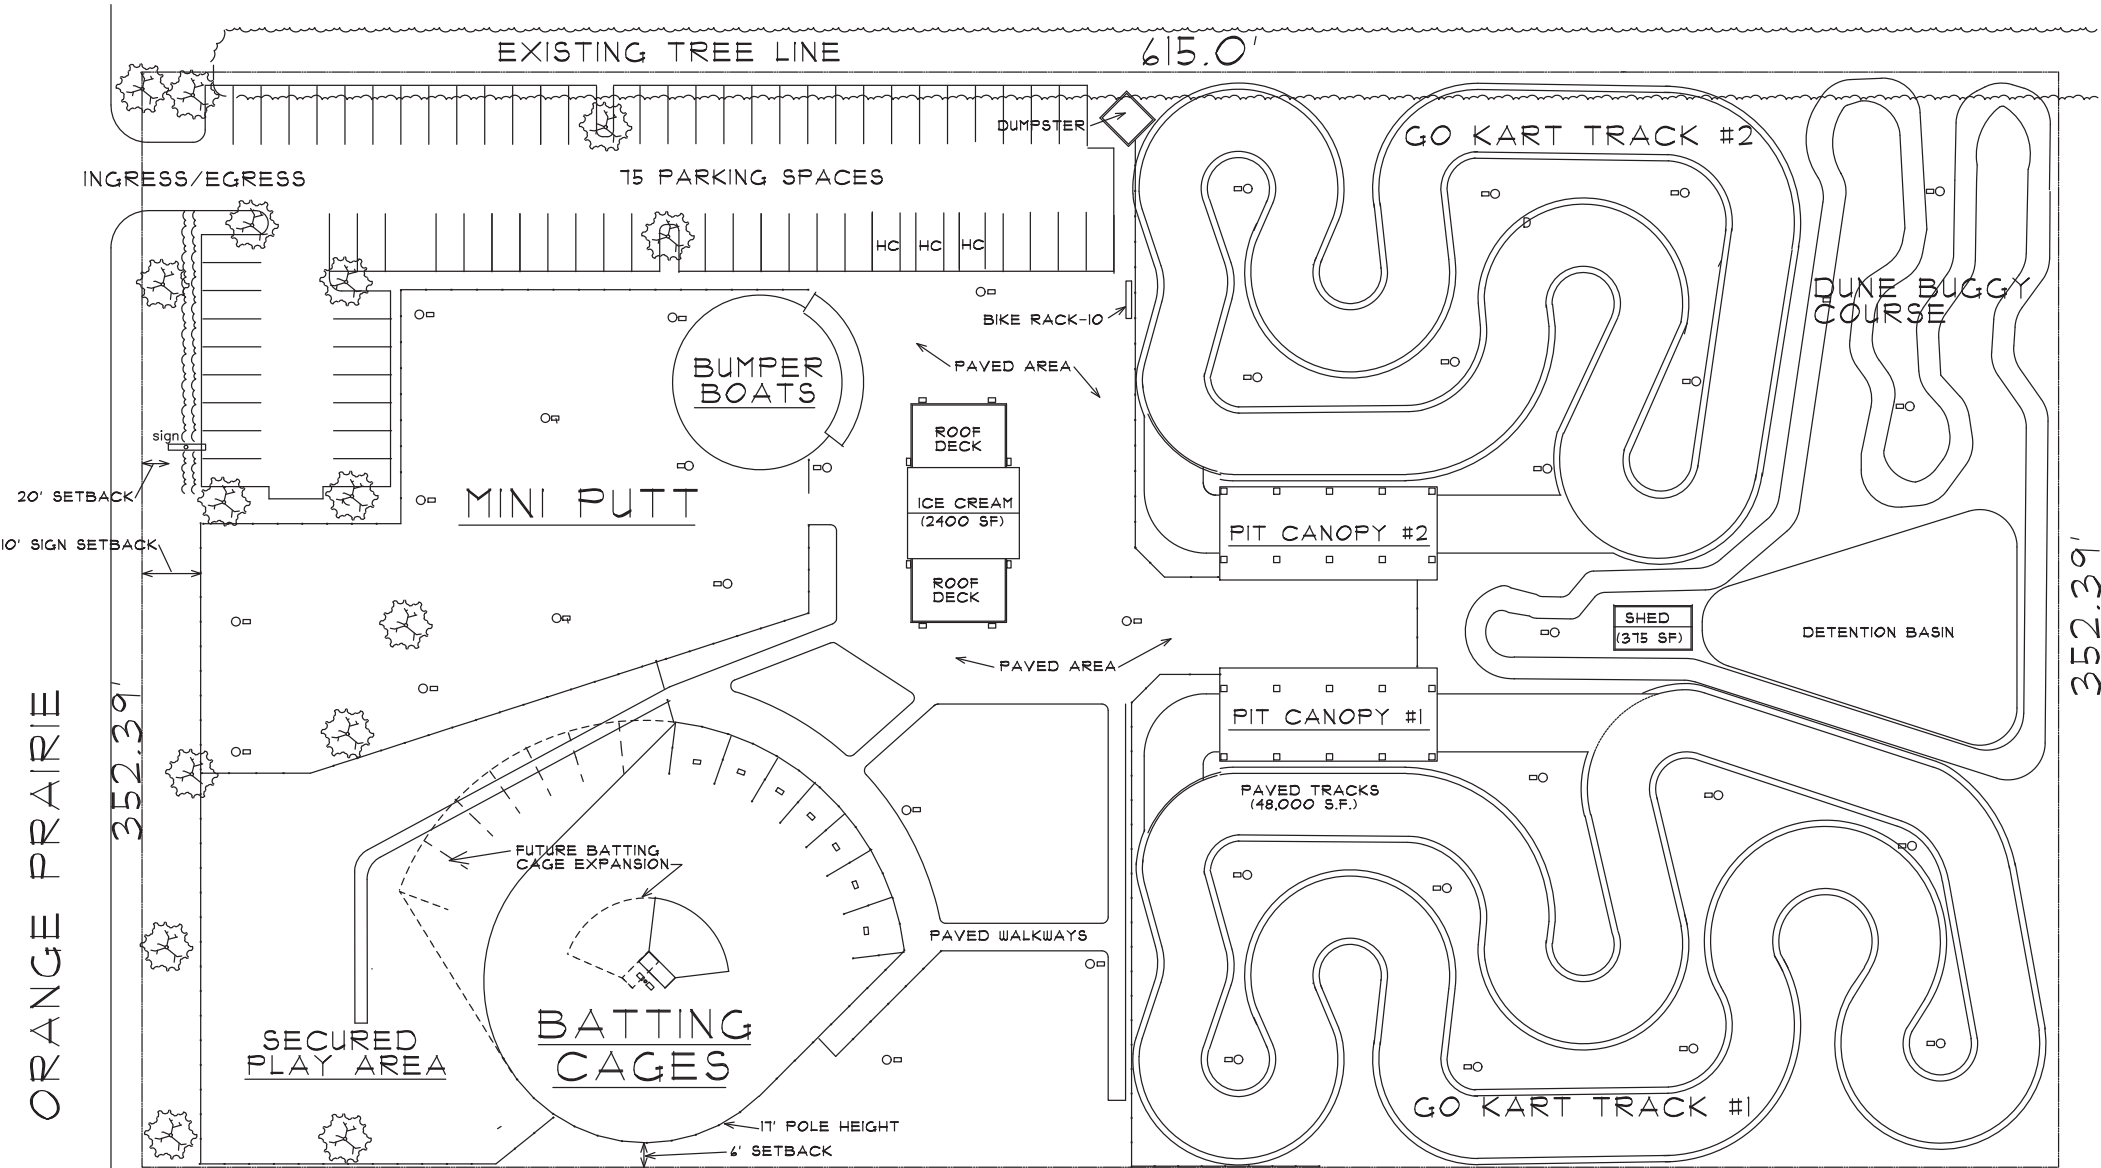 EXISTING TREE LINE
615.0'
DUMPSTER
GO KART TRACK #2
INGRESS/EGRESS
75 PARKING SPACES
HC HC HC
D
DUNE BUGGY
COURSE
BIKE RACK-10
PAVED AREA
BUMPER
BOATS
ROOF
DECK
sign
ICE CREAM
(2400 SF)
20' SETBACK
MINI PUTT
PIT CANOPY #2
10' SIGN SETBACK
ROOF
DECK
SHED
(375 SF)
DETENTION BASIN
352.39'
PAVED AREA
ORANGE PRAIRIE
352.39'
PIT CANOPY #1
PAVED TRACKS
(48,000 S.F.)
FUTURE BATTING
CAGE EXPANSION
PAVED WALKWAYS
BATTING
CAGES
SECURED
PLAY AREA
GO KART TRACK #1
17' POLE HEIGHT
6' SETBACK